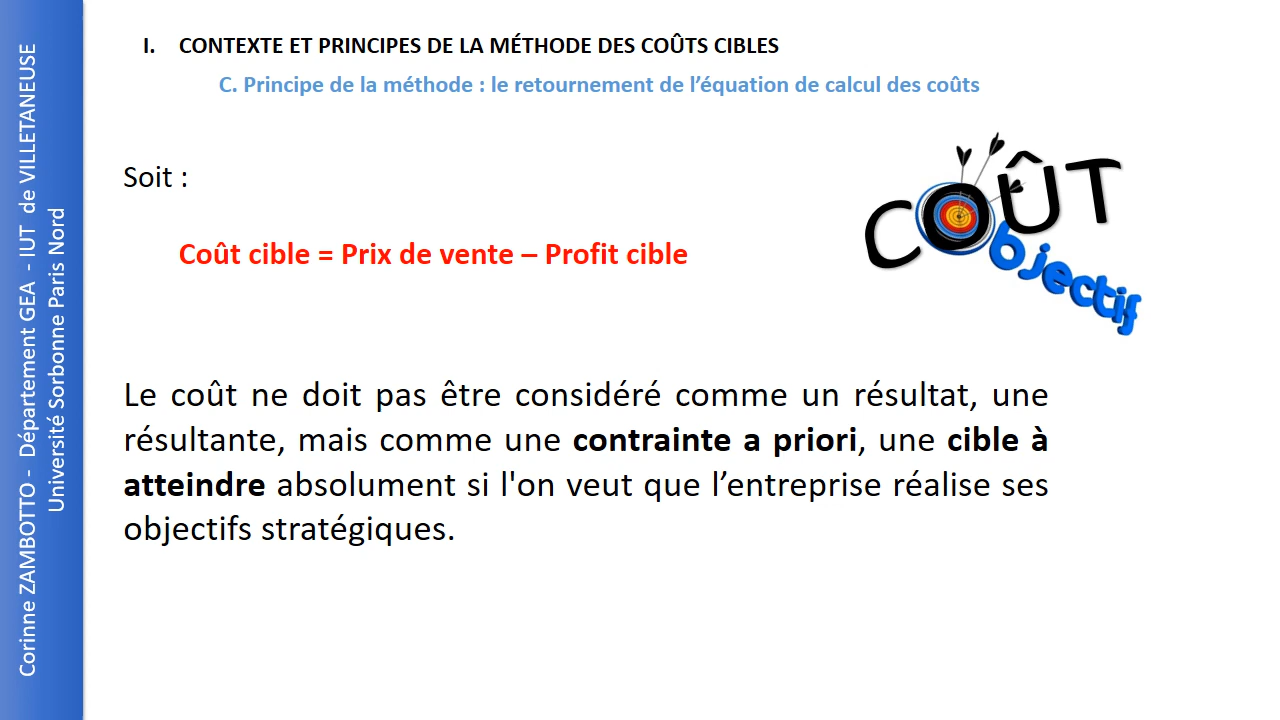 I. CONTEXTE ET PRINCIPES DE LA MÉTHODE DES COÛTS CIBLES
C. Principe de la méthode : le retournement de l’équation de calcul des coûts
Soit :
COÛT
objectif
Coût cible = Prix de vente – Profit cible
Le coût ne doit pas être considéré comme un résultat, une
résultante, mais comme une contrainte a priori, une cible à
atteindre absolument si l'on veut que l’entreprise réalise ses
objectifs stratégiques.
Corinne ZAMBOTTO - Département GEA - IUT de VILLETANEUSE
Université Sorbonne Paris Nord